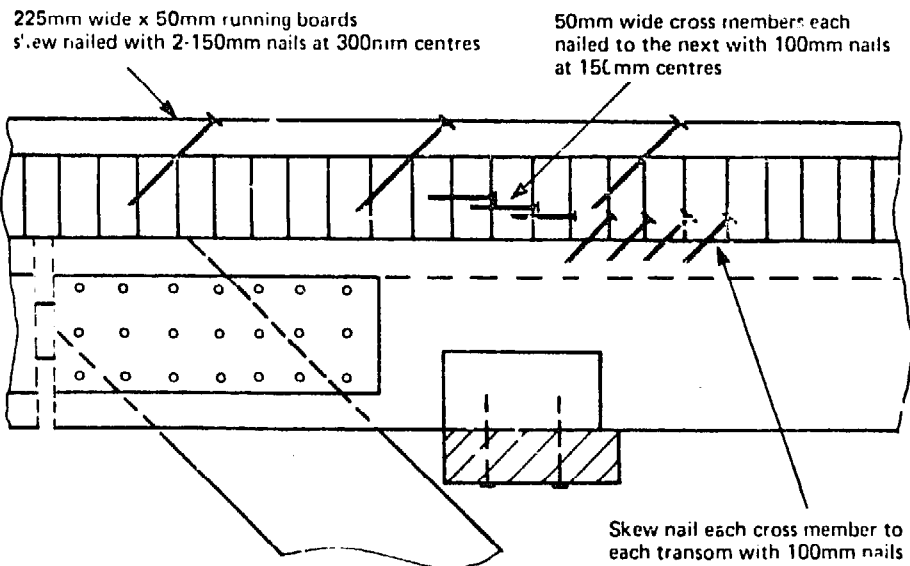 225mm wide x 50mm running boards
skew nailed with 2-150mm nails at 300mm centres
50mm wide cross members each
nailed to the next with 100mm nails
at 150mm centres
Skew nail each cross member to
each transom with 100mm nails